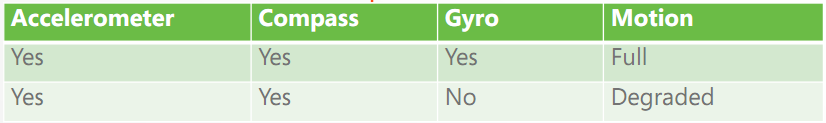 Accelerometer Compass Gyro Motion
Yes Yes Yes Full
Yes Yes No Degraded